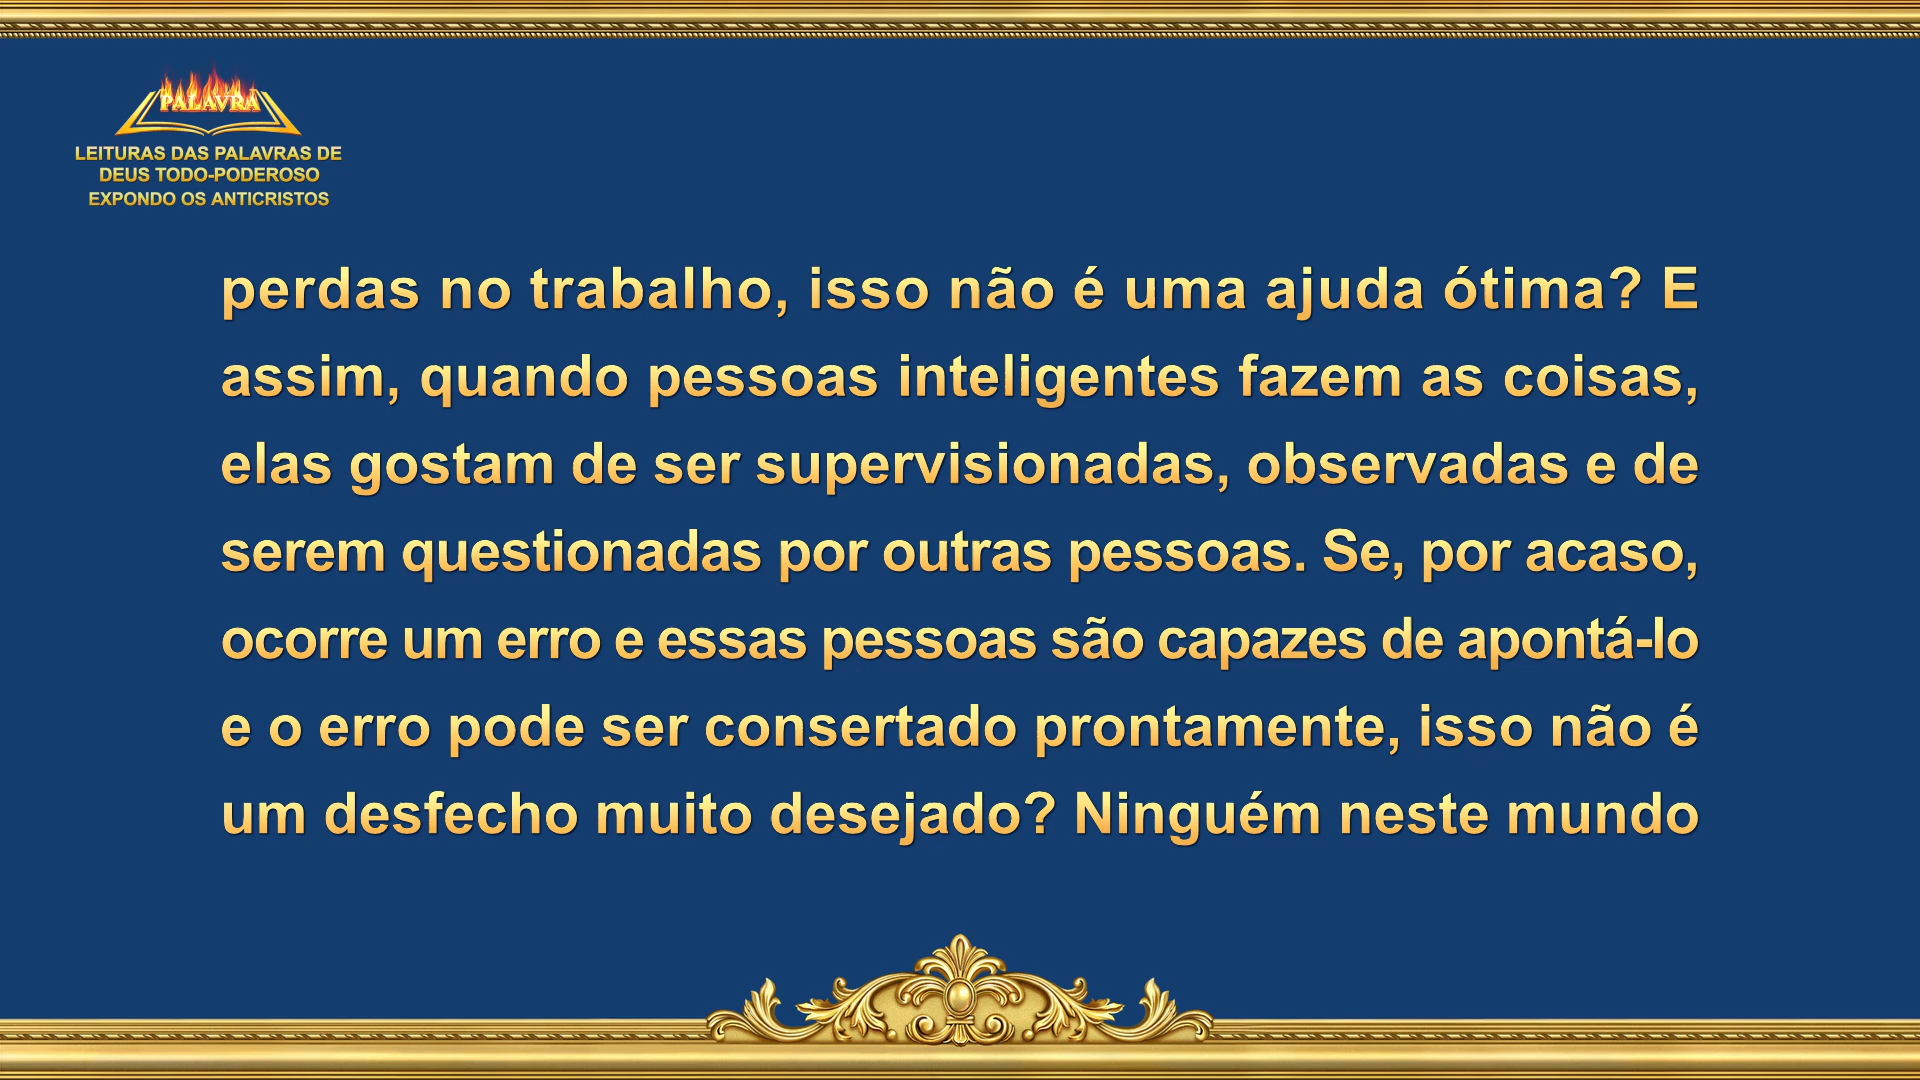 PALAVRA
LEITURAS DAS PALAVRAS DE
DEUS TODO-PODEROSO
EXPONDO OS ANTICRISTOS
perdas no trabalho, isso não é uma ajuda ótima? E
assim, quando pessoas inteligentes fazem as coisas,
elas gostam de ser supervisionadas, observadas e de
serem questionadas por outras pessoas. Se, por acaso,
ocorre um erro e essas pessoas são capazes de apontá-lo
e o erro pode ser consertado prontamente, isso não é
um desfecho muito desejado? Ninguém neste mundo